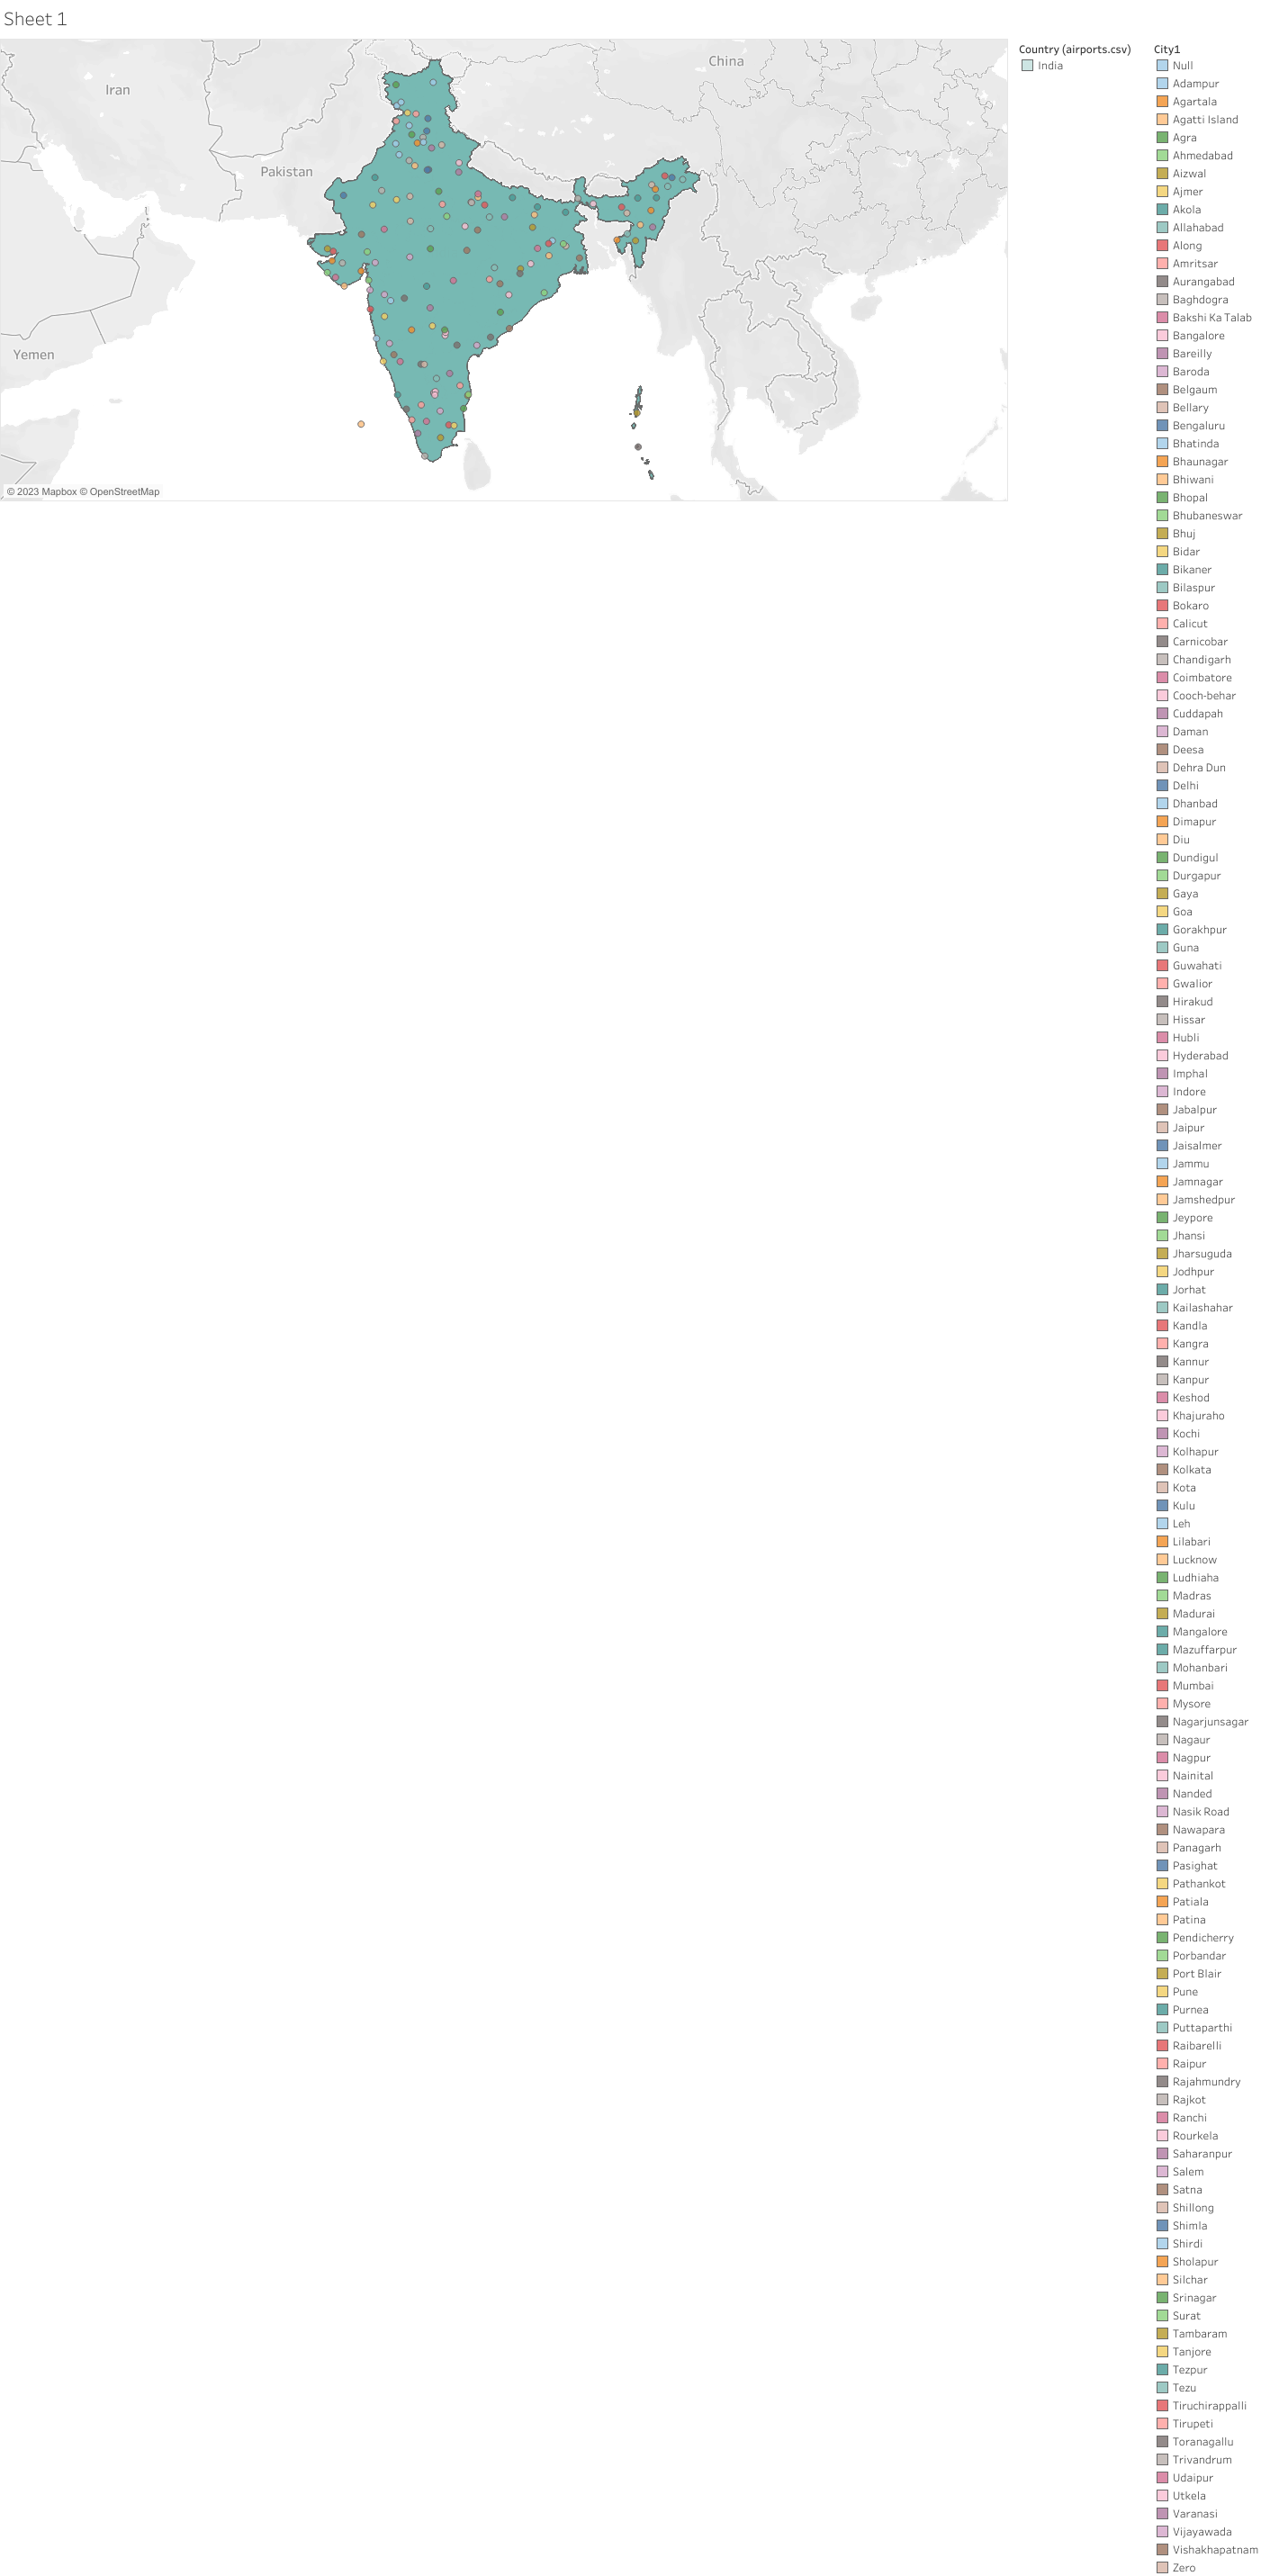 Sheet 1
Iran
China
Pakistan
Yemen
© 2023 Mapbox © OpenStreetMap
Country (airports.csv)
India
City1
Null
Adampur
Agartala
Agatti Island
Agra
Ahmedabad
Aizwal
Ajmer
Akola
Allahabad
Along
Amritsar
Aurangabad
Baghdogra
Bakshi Ka Talab
Bangalore
Bareilly
Baroda
Belgaum
Bellary
Bengaluru
Bhatinda
Bhaunagar
Bhiwani
Bhopal
Bhubaneswar
Bhuj
Bidar
Bikaner
Bilaspur
Bokaro
Calicut
Carnicobar
Chandigarh
Coimbatore
Cooch-behar
Cuddapah
Daman
Deesa
Dehra Dun
Delhi
Dhanbad
Dimapur
Diu
Dundigul
Durgapur
Gaya
Goa
Gorakhpur
Guna
Guwahati
Gwalior
Hirakud
Hissar
Hubli
Hyderabad
Imphal
Indore
Jabalpur
Jaipur
Jaisalmer
Jammu
Jamnagar
Jamshedpur
Jeypore
Jhansi
Jharsuguda
Jodhpur
Jorhat
Kailashahar
Kandla
Kangra
Kannur
Kanpur
Keshod
Khajuraho
Kochi
Kolhapur
Kolkata
Kota
Kulu
Leh
Lilabari
Lucknow
Ludhiaha
Madras
Madurai
Mangalore
Mazuffarpur
Mohanbari
Mumbai
Mysore
Nagarjunsagar
Nagaur
Nagpur
Nainital
Nanded
Nasik Road
Nawapara
Panagarh
Pasighat
Pathankot
Patiala
Patina
Pendicherry
Porbandar
Port Blair
Pune
Purnea
Puttaparthi
Raibarelli
Raipur
Rajahmundry
Rajkot
Ranchi
Rourkela
Saharanpur
Salem
Satna
Shillong
Shimla
Shirdi
Sholapur
Silchar
Srinagar
Surat
Tambaram
Tanjore
Tezpur
Tezu
Tiruchirappalli
Tirupeti
Toranagallu
Trivandrum
Udaipur
Utkela
Varanasi
Vijayawada
Vishakhapatnam
Zero